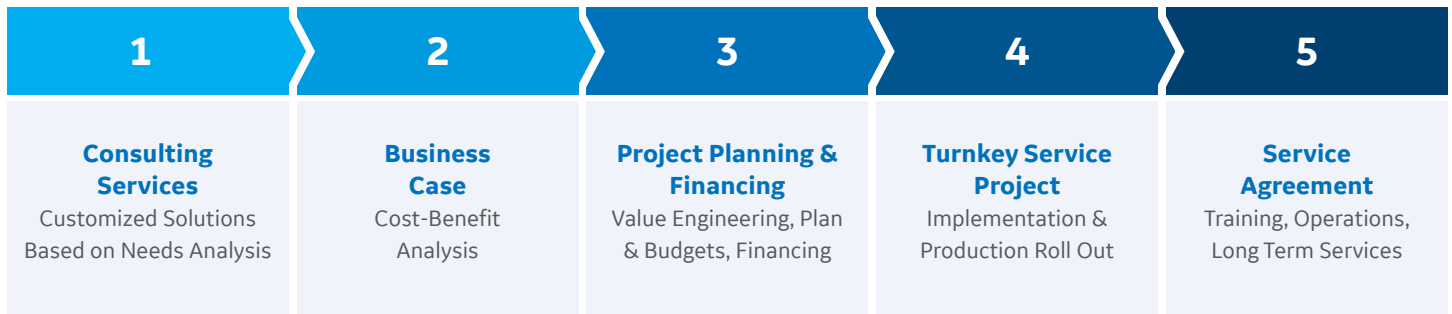 1
Consulting
Services
Customized Solutions
Based on Needs Analysis
2
Business
Case
Cost-Benefit
Analysis
3
Project Planning &
Financing
Value Engineering, Plan
& Budgets, Financing
4
Turnkey Service
Project
Implementation &
Production Roll Out
5
Service
Agreement
Training, Operations,
Long Term Services